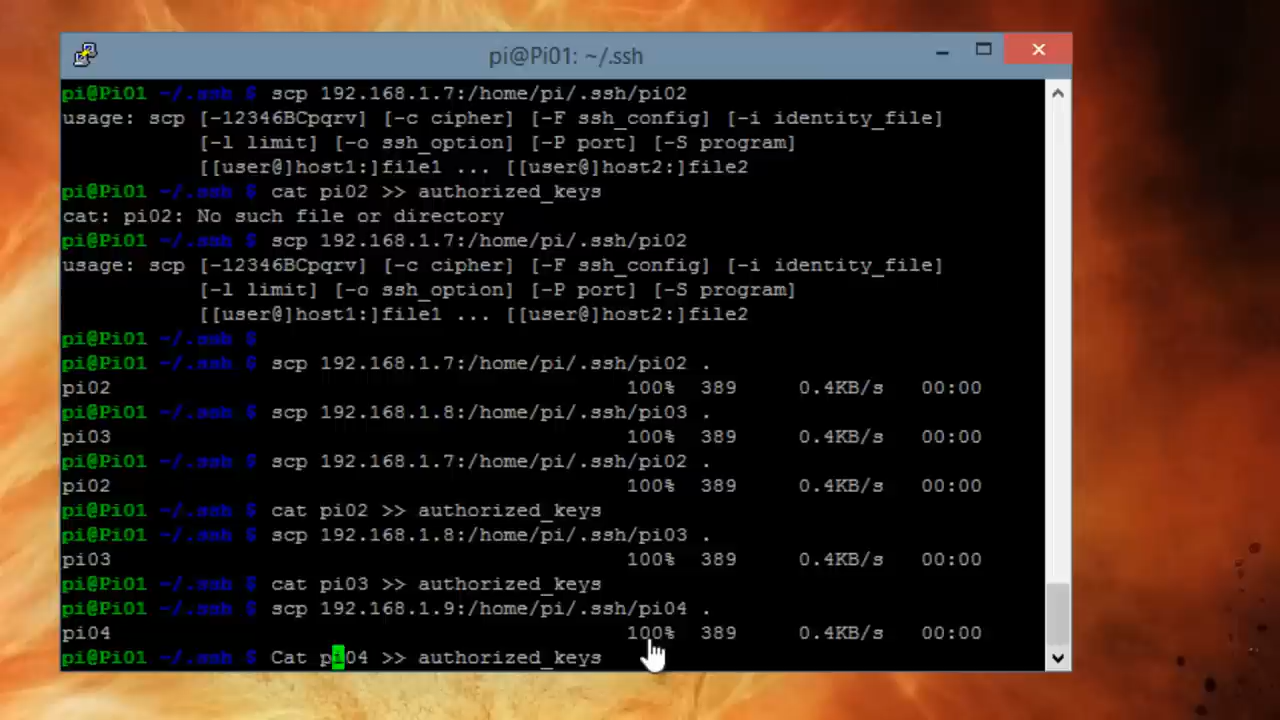 pi@Pi01: ~/.ssh
pi@Pi01 ~/.ssh $ scp 192.168.1.7:/home/pi/.ssh/pi02
usage: scp [-12346BCpqrv] [-c cipher] [-F ssh_config] [-i identity_file]
[-l limit] [-o ssh_option] [-P port] [-S program]
[[user@]host1:]file1 ... [[user@]host2:]file2
pi@Pi01 ~/.ssh $ cat pi02 >> authorized_keys
cat: pi02: No such file or directory
pi@Pi01 ~/.ssh $ scp 192.168.1.7:/home/pi/.ssh/pi02
usage: scp [-12346BCpqrv] [-c cipher] [-F ssh_config] [-i identity_file]
[-l limit] [-o ssh_option] [-P port] [-S program]
[[user@]host1:]file1 ... [[user@]host2:]file2
pi@Pi01 ~/.ssh $
pi@Pi01 ~/.ssh $ scp 192.168.1.7:/home/pi/.ssh/pi02 .
pi02 100% 389 0.4KB/s 00:00
pi@Pi01 ~/.ssh $ scp 192.168.1.8:/home/pi/.ssh/pi03 .
pi03 100% 389 0.4KB/s 00:00
pi@Pi01 ~/.ssh $ scp 192.168.1.7:/home/pi/.ssh/pi02 .
pi02 100% 389 0.4KB/s 00:00
pi@Pi01 ~/.ssh $ cat pi02 >> authorized_keys
pi@Pi01 ~/.ssh $ scp 192.168.1.8:/home/pi/.ssh/pi03 .
pi03 100% 389 0.4KB/s 00:00
pi@Pi01 ~/.ssh $ cat pi03 >> authorized_keys
pi@Pi01 ~/.ssh $ scp 192.168.1.9:/home/pi/.ssh/pi04 .
pi04 100% 389 0.4KB/s 00:00
pi@Pi01 ~/.ssh $ Cat pi04 >> authorized_keys